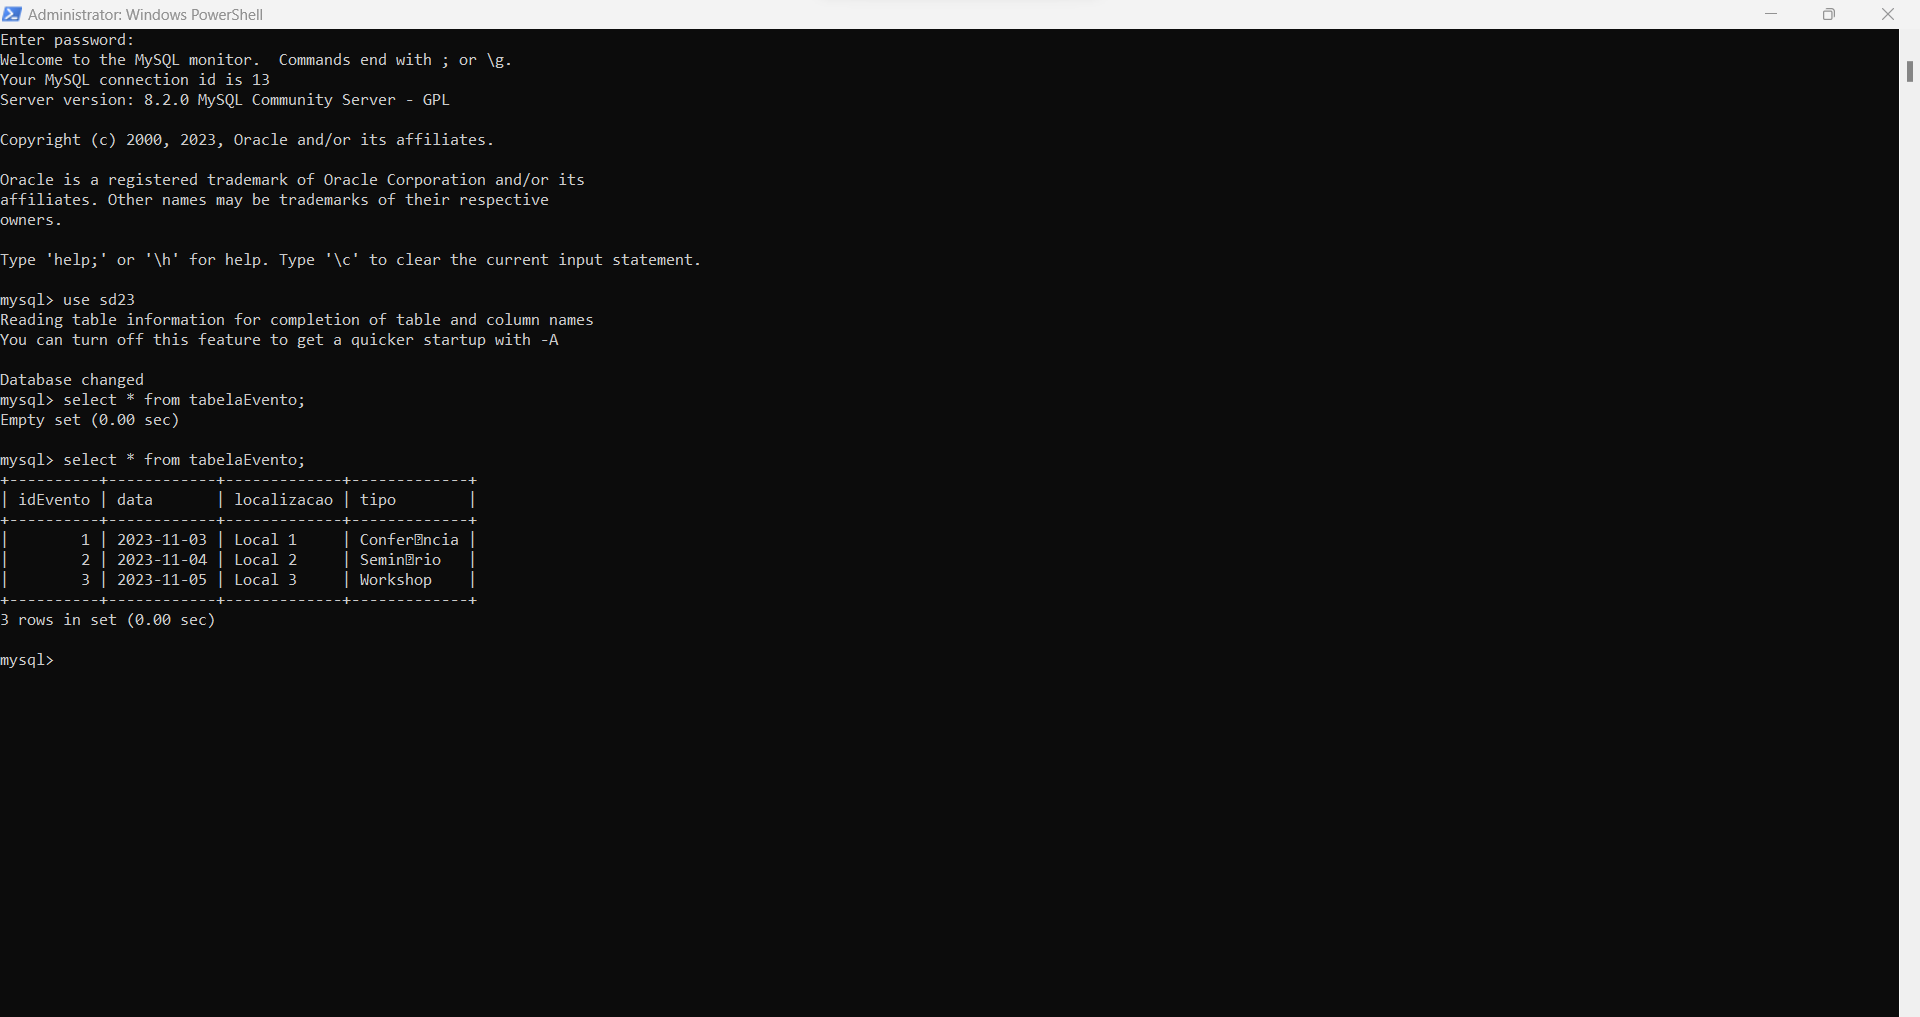 Administrator: Windows PowerShell
Enter password:
Welcome to the MySQL monitor.  Commands end with ; or \g.
Your MySQL connection id is 13
Server version: 8.2.0 MySQL Community Server - GPL
Copyright (c) 2000, 2023, Oracle and/or its affiliates.
Oracle is a registered trademark of Oracle Corporation and/or its
affiliates. Other names may be trademarks of their respective
owners.
Type 'help;' or '\h' for help. Type '\c' to clear the current input statement.
mysql> use sd23
Reading table information for completion of table and column names
You can turn off this feature to get a quicker startup with -A
Database changed
mysql> select * from tabelaEvento;
Empty set (0.00 sec)
mysql> select * from tabelaEvento;
+----------+------------+-------------+-------------+
| idEvento | data       | localizacao | tipo        |
+----------+------------+-------------+-------------+
|        1 | 2023-11-03 | Local 1     | Confer�ncia |
|        2 | 2023-11-04 | Local 2     | Semin�rio   |
|        3 | 2023-11-05 | Local 3     | Workshop    |
+----------+------------+-------------+-------------+
3 rows in set (0.00 sec)
mysql>